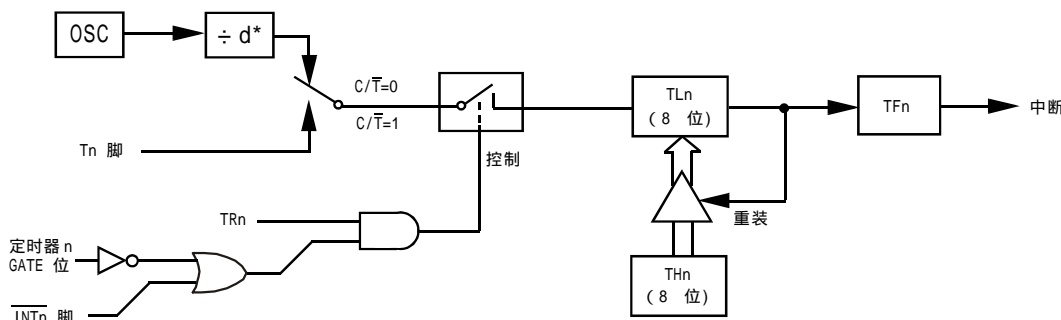 OSC
÷ d*
C/T̅=0
C/T̅=1
Tn 脚
TLn
(8 位)
TFn
中断
控制
重装
TRn
定时器 n
GATE 位
I̅N̅T̅n̅ 脚
THn
(8 位)